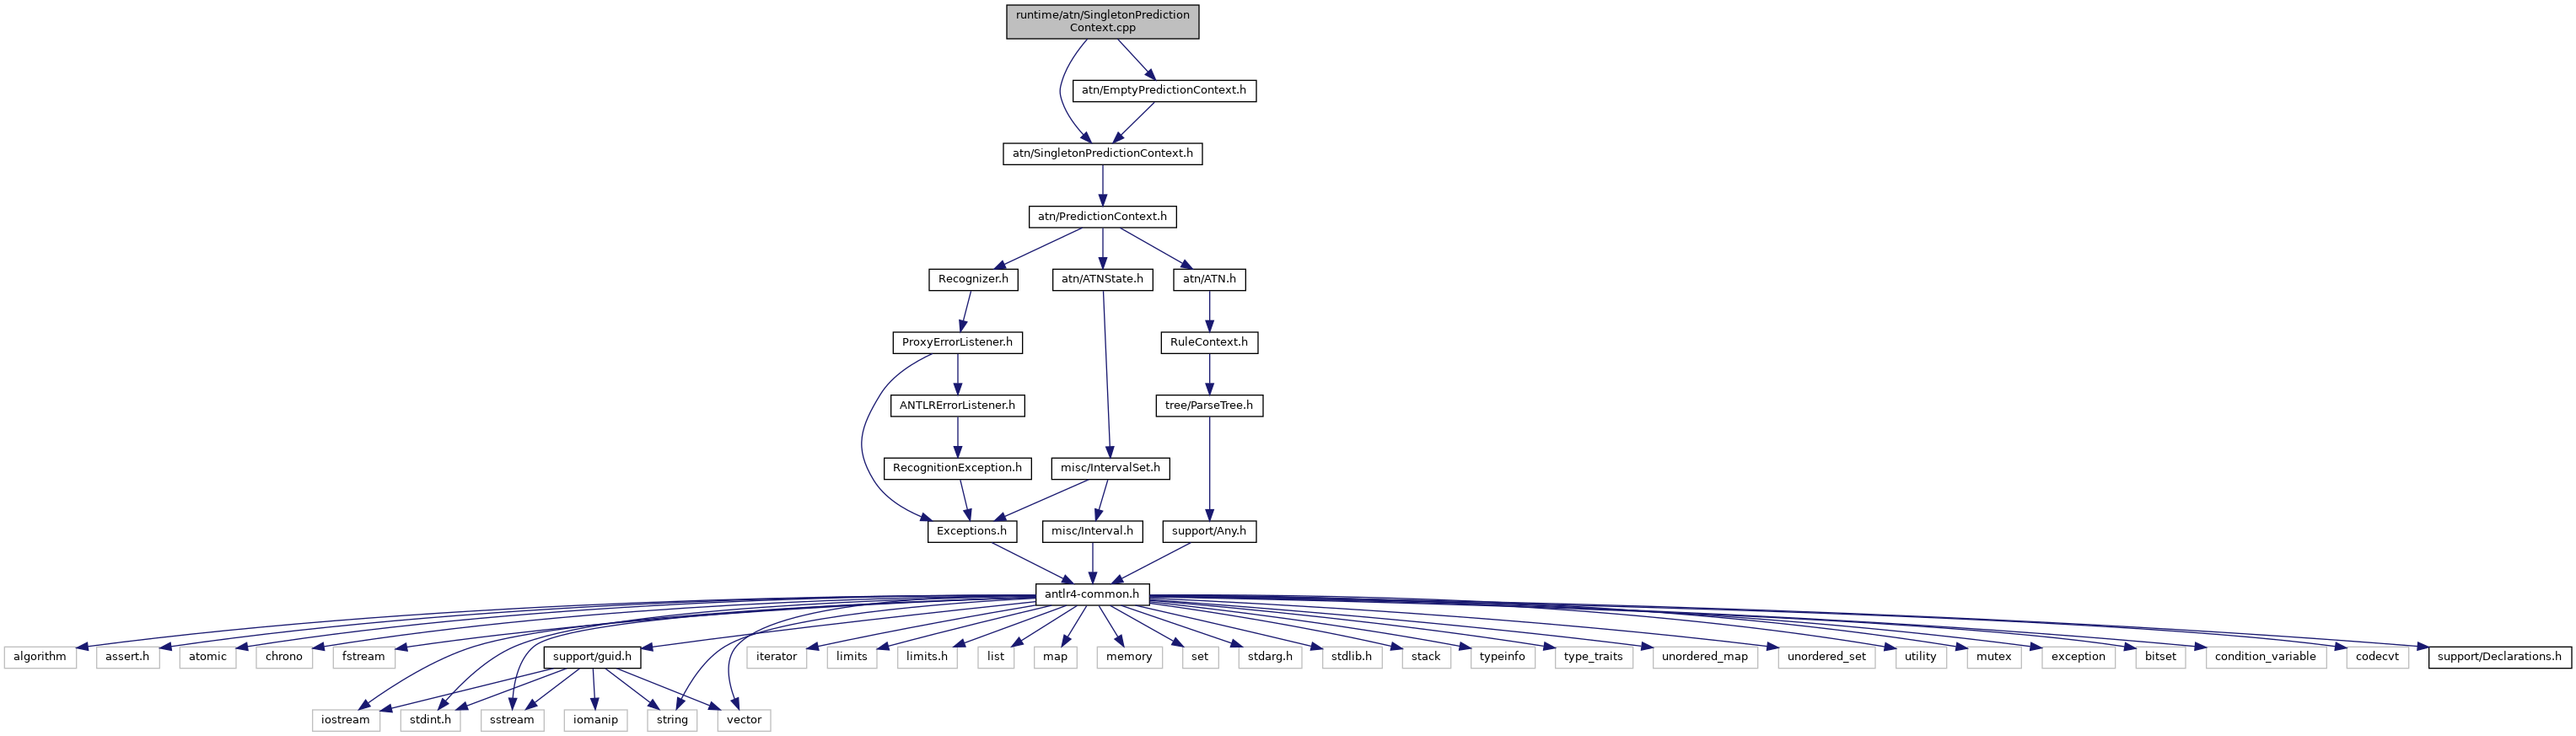 runtime/atn/SingletonPrediction
Context.cpp
atn/EmptyPredictionContext.h
atn/SingletonPredictionContext.h
atn/PredictionContext.h
Recognizer.h
atn/ATNState.h
atn/ATN.h
ProxyErrorListener.h
RuleContext.h
ANTLRErrorListener.h
tree/ParseTree.h
RecognitionException.h
misc/IntervalSet.h
Exceptions.h
misc/Interval.h
support/Any.h
antlr4-common.h
algorithm
assert.h
atomic
chrono
fstream
support/guid.h
iterator
limits
limits.h
list
map
memory
set
stdarg.h
stdlib.h
stack
typeinfo
type_traits
unordered_map
unordered_set
utility
mutex
exception
bitset
condition_variable
codecvt
support/Declarations.h
iostream
stdint.h
sstream
iomanip
string
vector